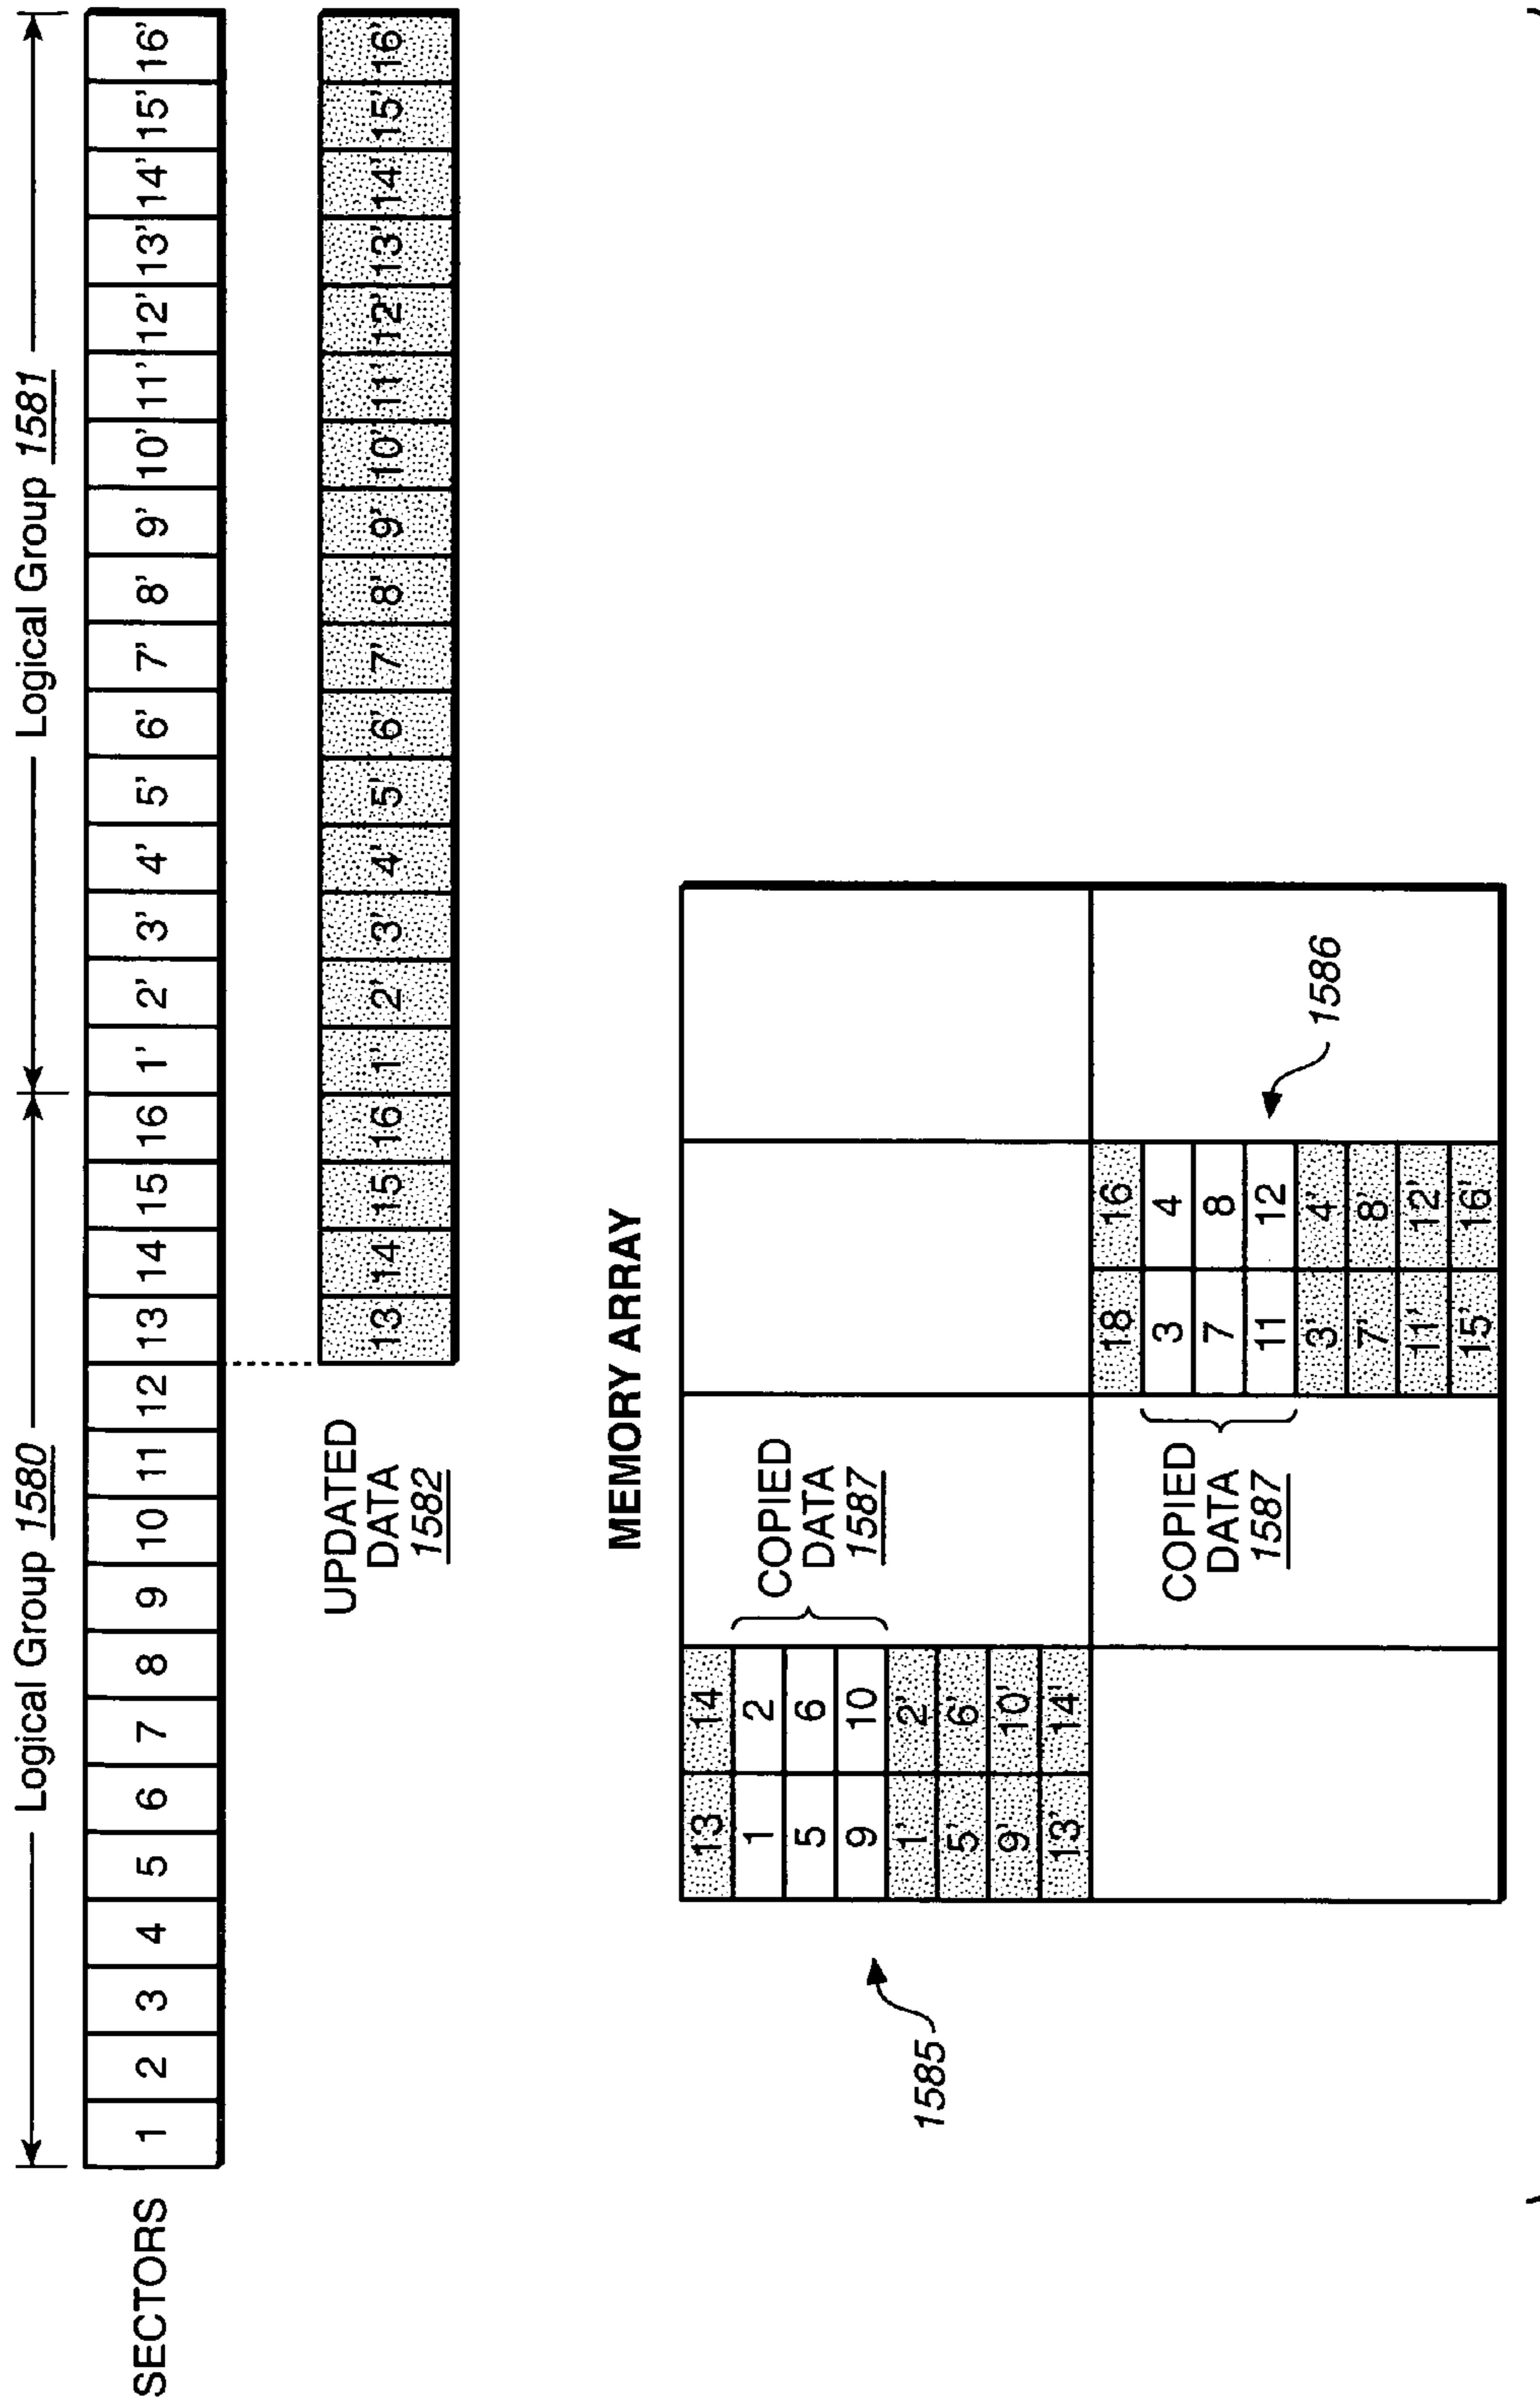 Logical Group 1580 Logical Group 1581
SECTORS 1 2 3 4 5 6 7 8 9 10 11 12 13 14 15 16 1' 2' 3' 4' 5' 6' 7' 8' 9' 10' 11' 12' 13' 14' 15' 16'
UPDATED
DATA
1582
13 14 15 16 1' 2' 3' 4' 5' 6' 7' 8' 9' 10' 11' 12' 13' 14' 15' 16'
MEMORY ARRAY
1585
13 14
1 2
5 6
9 10
1' 2'
5' 6'
9' 10'
13' 14'
COPIED
DATA
1587
COPIED
DATA
1587
18 16
3 4
7 8
11 12
3' 4'
7' 8'
11' 12'
15' 16'
1586